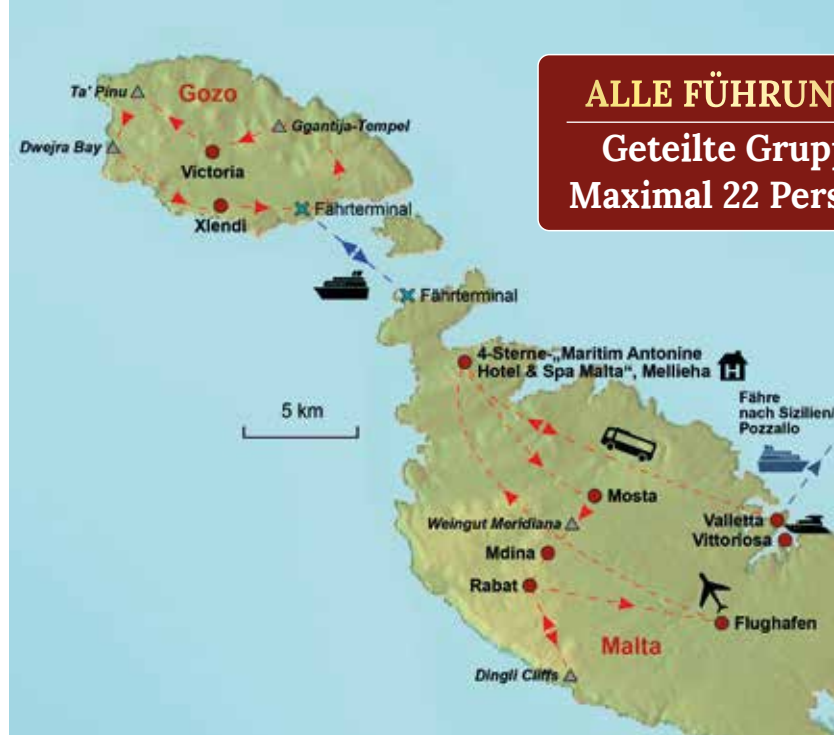 ALLE FÜHRUN
Geteilte Grupp
Maximal 22 Pers
Ta' Pinu
Gozo
Ggantija-Tempel
Dwejra Bay
Victoria
Xlendi
Fährterminal
Fährterminal
4-Sterne-„Maritim Antonine
Hotel & Spa Malta“, Mellieha
H
Fähre
nach Sizilien/
Pozzallo
5 km
Mosta
Weingut Meridiana
Valletta
Vittoriosa
Mdina
Rabat
Flughafen
Malta
Dingli Cliffs